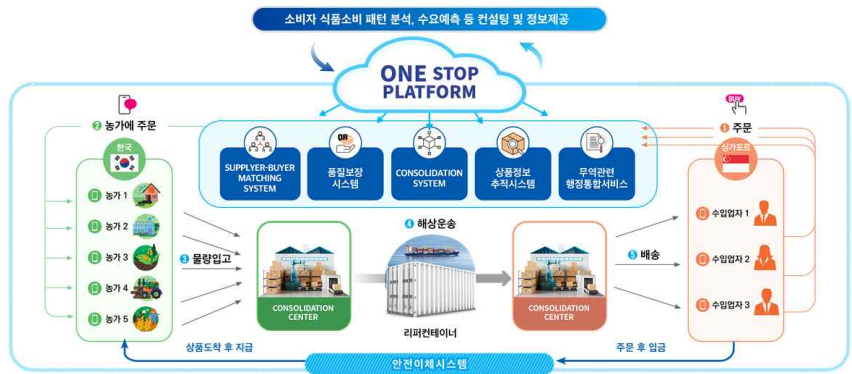 소비자 식품소비 패턴 분석, 수요예측 등 컨설팅 및 정보제공
ONE STOP
PLATFORM
BUY
❷ 농가에 주문
❶ 주문
한국
싱가포르
SUPPLYER-BUYER
MATCHING
SYSTEM
QR
품질보장
시스템
CONSOLIDATION
SYSTEM
상품정보
추적시스템
무역관련
행정통합서비스
농가 1
농가 2
농가 3
농가 4
농가 5
❸ 물량입고
CONSOLIDATION
CENTER
❹ 해상운송
리퍼컨테이너
CONSOLIDATION
CENTER
❺ 배송
수입업자 1
수입업자 2
수입업자 3
상품도착 후 지급
주문 후 입금
안전이체시스템